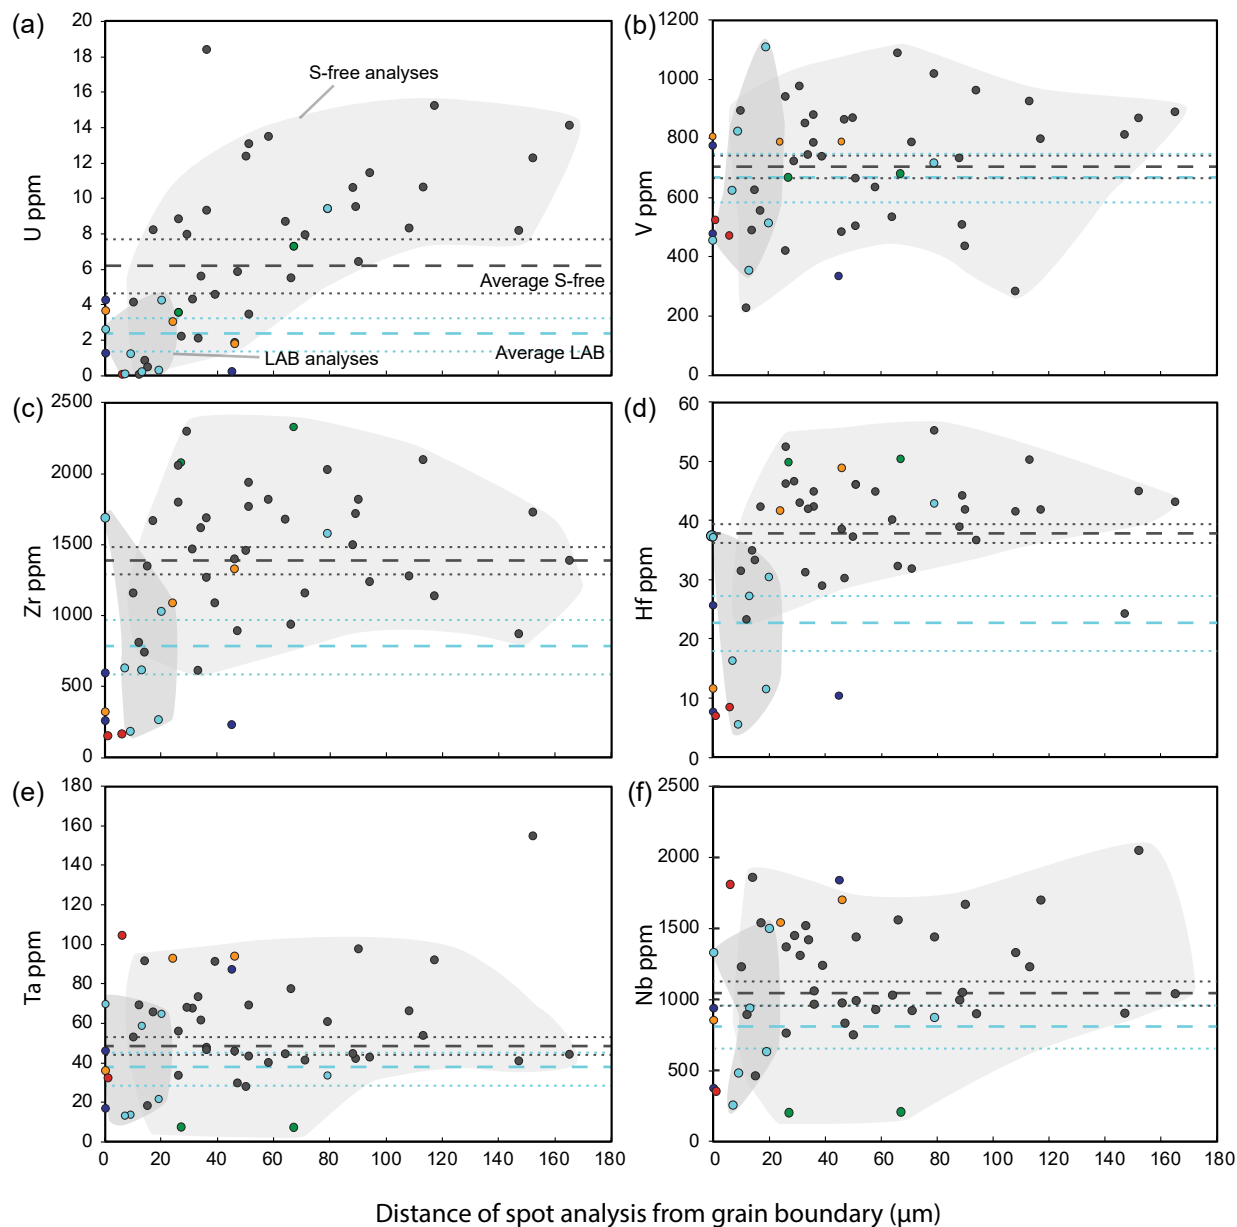 (a)
20
18
16
14
12
10
8
6
4
2
0
U ppm
S-free analyses
Average S-free
Average LAB
LAB analyses
(b)
1200
1000
800
600
400
200
0
V ppm
(c)
2500
2000
1500
1000
500
0
Zr ppm
(d)
60
50
40
30
20
10
0
Hf ppm
(e)
180
160
140
120
100
80
60
40
20
0
Ta ppm
0 20 40 60 80 100 120 140 160 180
(f)
2500
2000
1500
1000
500
0
Nb ppm
0 20 40 60 80 100 120 140 160 180
Distance of spot analysis from grain boundary (µm)